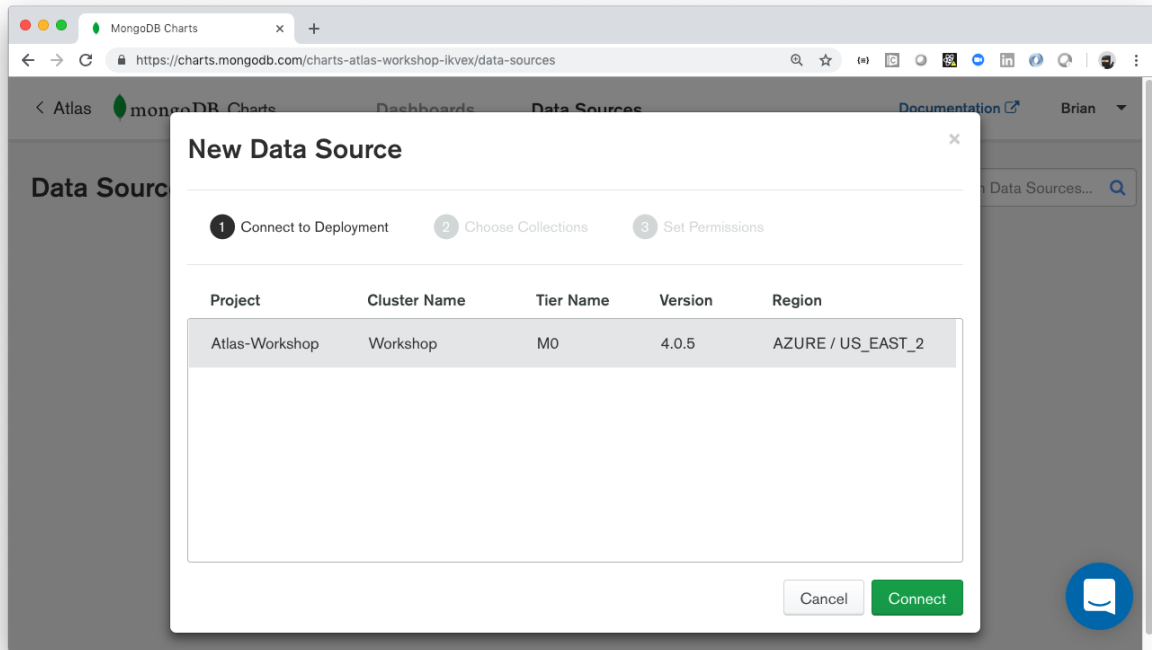 MongoDB Charts
https://charts.mongodb.com/charts-atlas-workshop-ikvex/data-sources
Atlas mongoDB Charts Dashboards Data Sources Documentation Brian
New Data Source
Data Sourc
Data Sources...
1 Connect to Deployment 2 Choose Collections 3 Set Permissions
Project Cluster Name Tier Name Version Region
Atlas-Workshop Workshop M0 4.0.5 AZURE / US_EAST_2
Cancel Connect